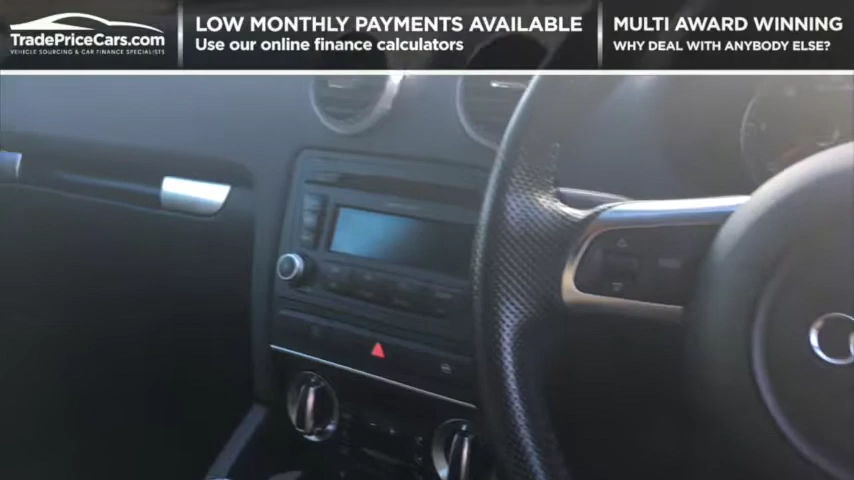 TradePriceCars.com
VEHICLE SOURCING & CAR FINANCE SPECIALISTS
LOW MONTHLY PAYMENTS AVAILABLE
Use our online finance calculators
MULTI AWARD WINNING
WHY DEAL WITH ANYBODY ELSE?